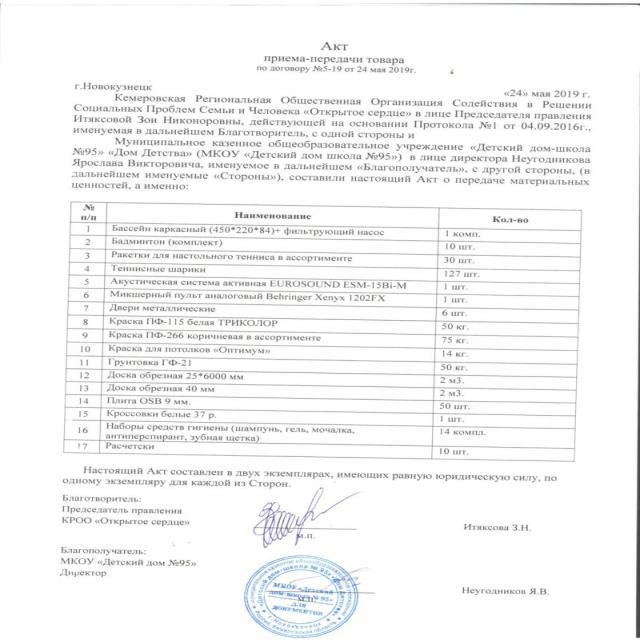 Акт
приема-передачи товара
по договору №5-19 от 24 мая 2019г.
г.Новокузнецк «24» мая 2019 г.
Кемеровская Региональная Общественная Организация Содействия в Решении
Социальных Проблем Семьи и Человека «Открытое сердце» в лице Председателя правления
Итяксовой Зои Никоноровны, действующей на основании Протокола №1 от 04.09.2016г.,
именуемая в дальнейшем Благотворитель, с одной стороны и
Муниципальное казенное общеобразовательное учреждение «Детский дом-школа
№95» «Дом Детства» (МКОУ «Детский дом школа №95») в лице директора Неугодникова
Ярослава Викторовича, именуемое в дальнейшем «Благополучатель», с другой стороны, (в
дальнейшем именуемые «Стороны»), составили настоящий Акт о передаче материальных
ценностей, а именно:
№ п/п Наименование Кол-во
1 Бассейн каркасный (450*220*84)+ фильтрующий насос 1 комп.
2 Бадминтон (комплект) 10 шт.
3 Ракетки для настольного тенниса в ассортименте 30 шт.
4 Теннисные шарики 127 шт.
5 Акустическая система активная EUROSOUND ESM-15Bi-M 1 шт.
6 Микшерный пульт аналоговый Behringer Xenyx 1202FX 1 шт.
7 Двери металлические 6 шт.
8 Краска ПФ-115 белая ТРИКОЛОР 50 кг.
9 Краска ПФ-266 коричневая в ассортименте 75 кг.
10 Краска для потолков «Оптимум» 14 кг.
11 Грунтовка ГФ-21 50 кг.
12 Доска обрезная 25*6000 мм 2 м3.
13 Доска обрезная 40 мм 2 м3.
14 Плита OSB 9 мм. 50 шт.
15 Кроссовки белые 37 р. 1 шт.
16 Наборы средств гигиены (шампунь, гель, мочалка,
антиперспирант, зубная щетка) 14 компл.
17 Расчетски 10 шт.
Настоящий Акт составлен в двух экземплярах, имеющих равную юридическую силу, по
одному экземпляру для каждой из Сторон.
Благотворитель:
Председатель правления
КРОО «Открытое сердце» Итяксова З.Н.
м.п.
Благополучатель:
МКОУ «Детский дом №95»
Директор Неугодников Я.В.
М.П.
МКОУ «Детский
дом-школа № 95»
ДЛЯ
ДОКУМЕНТОВ